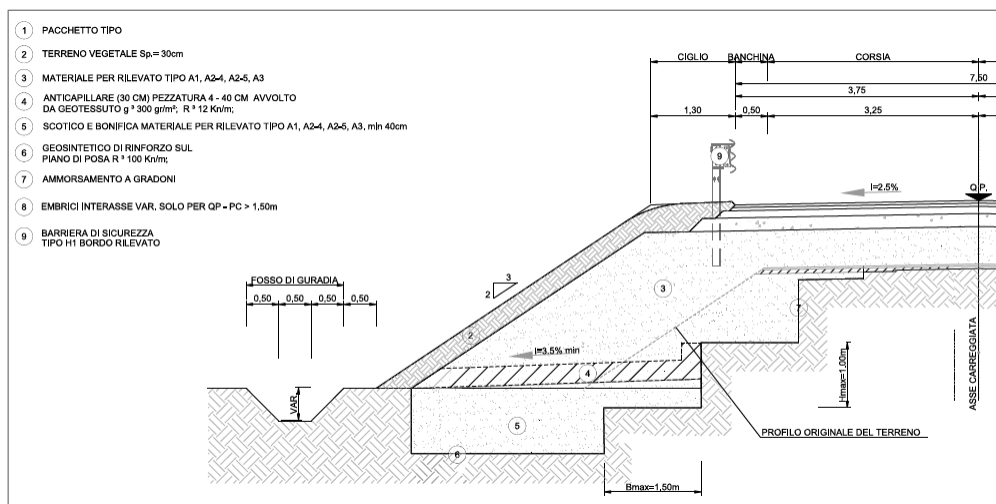 1 PACCHETTO TIPO
2 TERRENO VEGETALE Sp.= 30cm
3 MATERIALE PER RILEVATO TIPO A1, A2-4, A2-5, A3
4 ANTICAPILLARE (30 CM) PEZZATURA 4 - 40 CM AVVOLTO
DA GEOTESSUTO g ³ 300 gr/m²; R ³ 12 Kn/m;
5 SCOTICO E BONIFICA MATERIALE PER RILEVATO TIPO A1, A2-4, A2-5, A3, min 40cm
6 GEOSINTETICO DI RINFORZO SUL
PIANO DI POSA R ³ 100 Kn/m;
7 AMMORSAMENTO A GRADONI
8 EMBRICI INTERASSE VAR. SOLO PER QP - PC > 1,50m
9 BARRIERA DI SICUREZZA
TIPO H1 BORDO RILEVATO
CIGLIO BANCHINA CORSIA
7,50
3,75
1,30 0,50 3,25
9
I=2.5%
Q.P.
FOSSO DI GURADIA
0,50 0,50 0,50 0,50
3
2
3
7
2
I=3.5% min
4
VAR
5
6
Hmax=1,00m
ASSE CARREGGIATA
PROFILO ORIGINALE DEL TERRENO
Bmax=1,50m